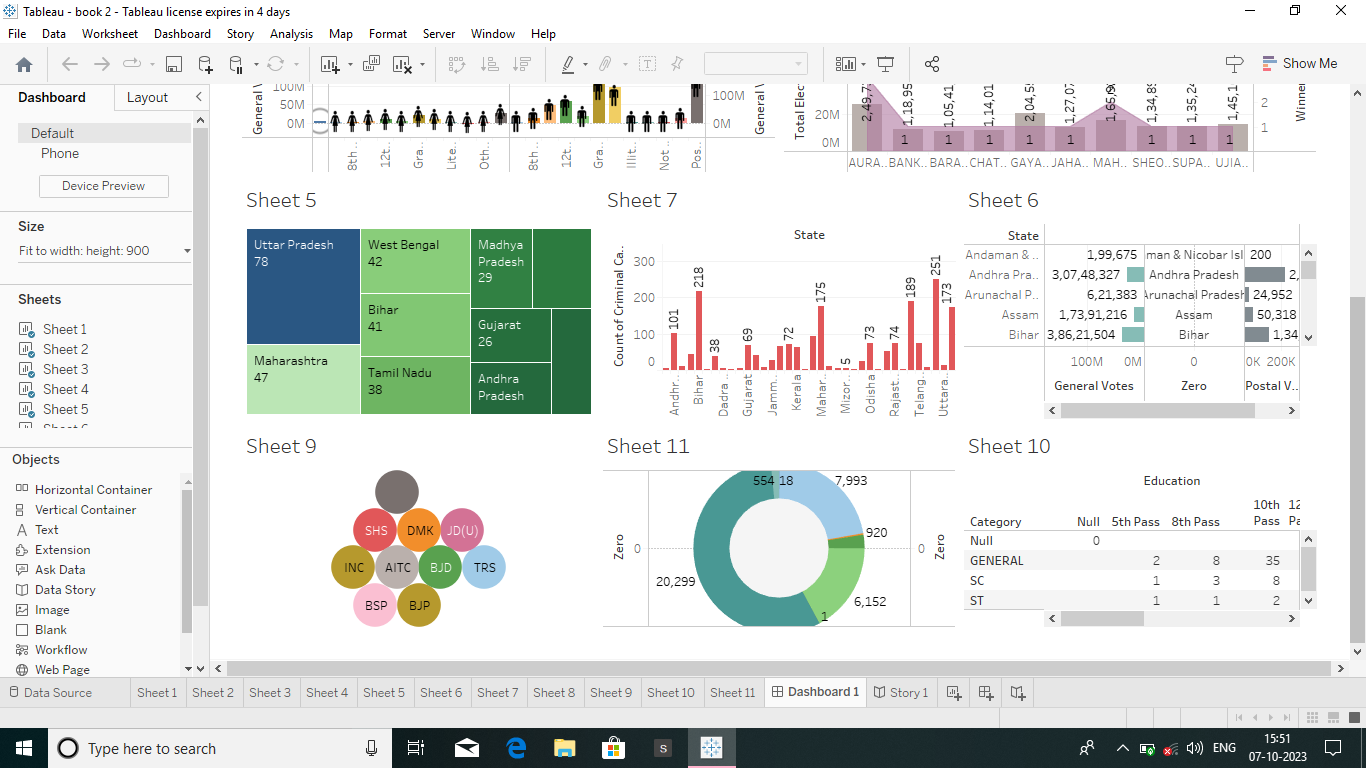 Tableau - book 2 - Tableau license expires in 4 days
File Data Worksheet Dashboard Story Analysis Map Format Server Window Help
Show Me
Dashboard Layout
Default
Phone
Device Preview
Size
Fit to width: height: 900
Sheets
Sheet 1
Sheet 2
Sheet 3
Sheet 4
Sheet 5
Objects
Horizontal Container
Vertical Container
Text
Extension
Ask Data
Data Story
Image
Blank
Workflow
Web Page
General V
100M
50M
0M
8th ..
12t..
Gra..
Lite..
Oth..
8th ..
12t..
Gra..
Illit..
Not ..
Pos..
100M
0M
General V
Total Elec
20M
0M
2,49,7
1,18,95
1,05,41
1,14,01
2,04,5
1,27,07
1,65,9
1,34,8
1,35,2
1,45,1
1 1 1 1 1 1 1 1 1
AURA.. BANK.. BARA.. CHAT.. GAYA.. JAHA.. MAH.. SHEO.. SUPA.. UJIA..
2
1
Winner
Sheet 5
Uttar Pradesh
78
Maharashtra
47
West Bengal
42
Bihar
41
Tamil Nadu
38
Madhya
Pradesh
29
Gujarat
26
Andhra
Pradesh
Sheet 7
State
Count of Criminal Ca..
300
200
100
0
101
218
38
69
72
175
5
73
74
189
251
173
Andhr..
Bihar
Dadra ..
Gujarat
Jamm..
Kerala
Mahar..
Mizor..
Odisha
Rajast..
Telang..
Uttara..
Sheet 6
State
Andaman & .. 1,99,675 man & Nicobar Isl 200
Andhra Pra.. 3,07,48,327 Andhra Pradesh 2,
Arunachal P.. 6,21,383 Arunachal Pradesh 24,952
Assam 1,73,91,216 Assam 50,318
Bihar 3,86,21,504 Bihar 1,34
100M 0M 0 0K 200K
General Votes Zero Postal V..
Sheet 9
SHS DMK JD(U)
INC AITC BJD TRS
BSP BJP
Sheet 11
Zero
0
554 18
7,993
920
20,299
6,152
1
0
Zero
Sheet 10
Education
Category Null 5th Pass 8th Pass 10th Pass
Null 0
GENERAL 2 8 35
SC 1 3 8
ST 1 1 2
Data Source Sheet 1 Sheet 2 Sheet 3 Sheet 4 Sheet 5 Sheet 6 Sheet 7 Sheet 8 Sheet 9 Sheet 10 Sheet 11 Dashboard 1 Story 1
Type here to search
S
ENG
15:51
07-10-2023